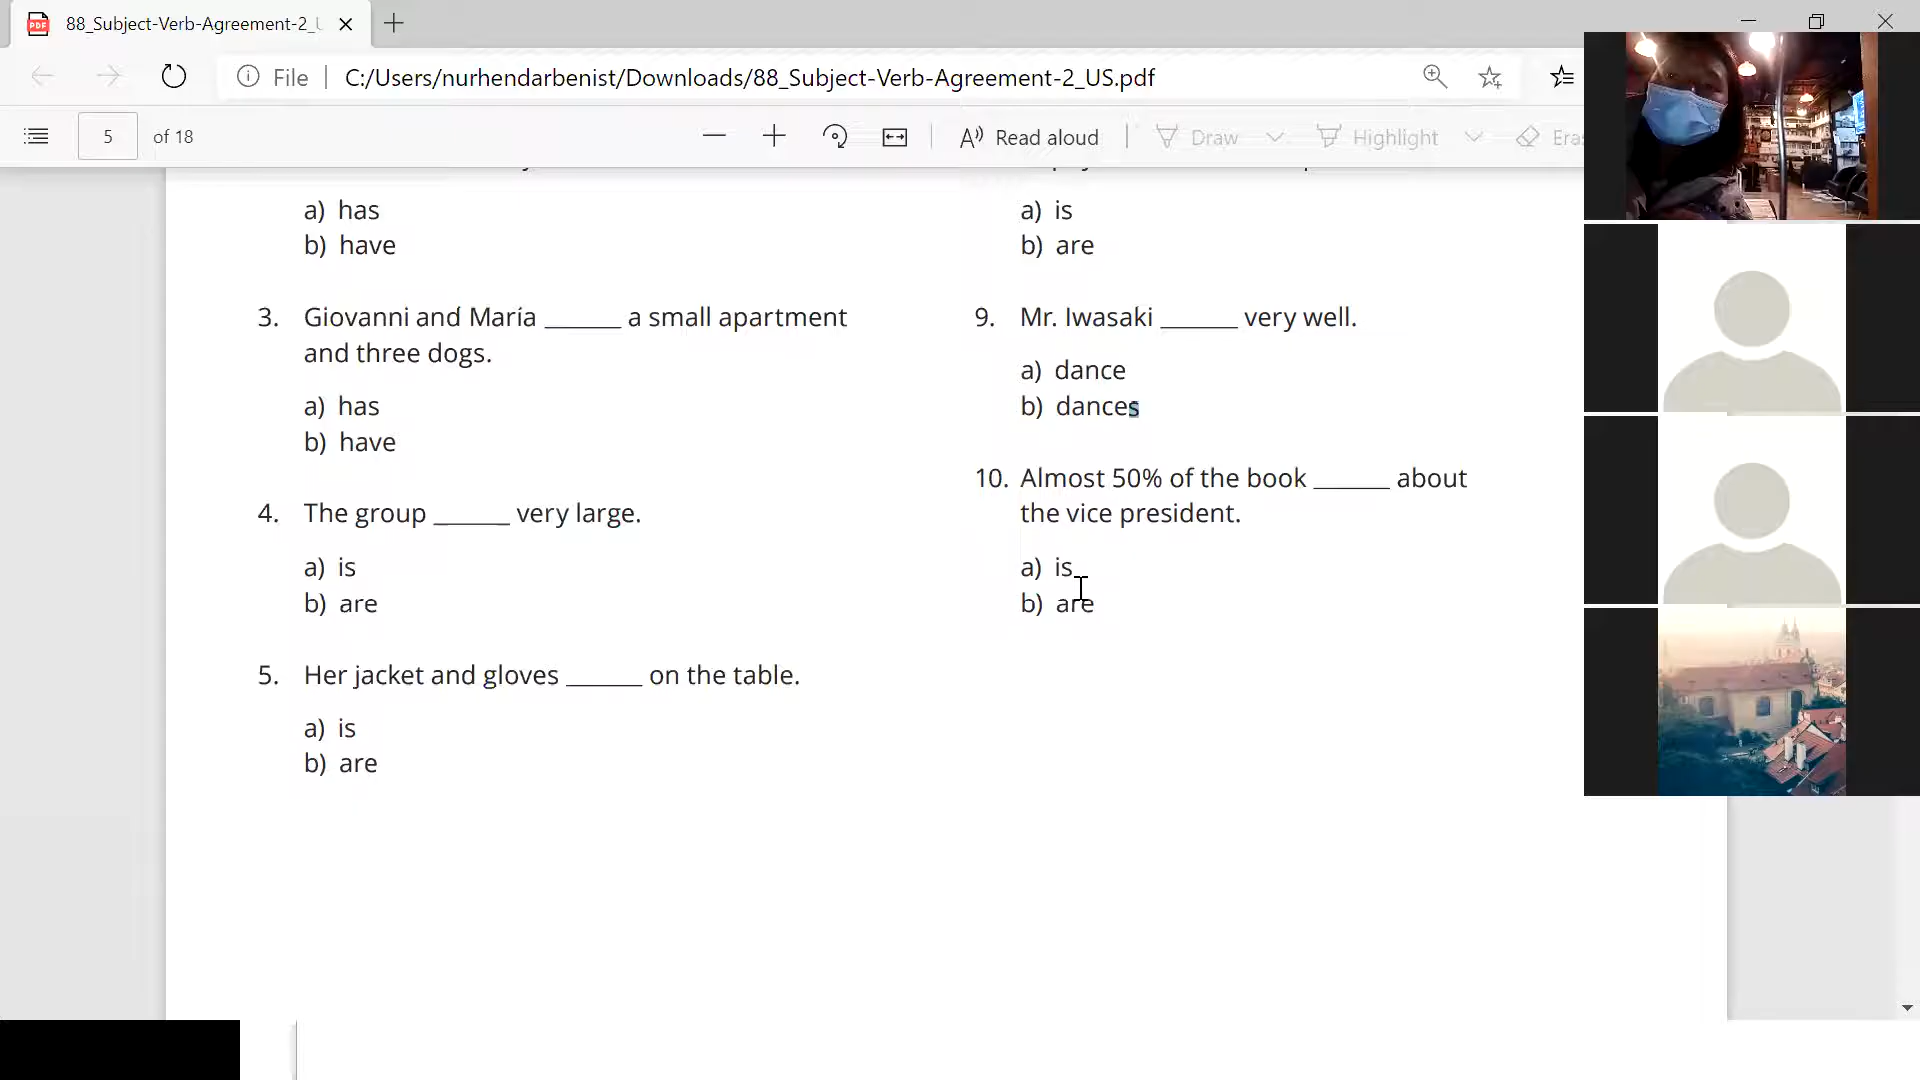 88_Subject-Verb-Agreement-2_U
File
C:/Users/nurhendarbenist/Downloads/88_Subject-Verb-Agreement-2_US.pdf
5 of 18
Read aloud
Draw
Highlight
Eras
a) has
b) have
3. Giovanni and Maria ______ a small apartment
and three dogs.
a) has
b) have
4. The group ______ very large.
a) is
b) are
5. Her jacket and gloves ______ on the table.
a) is
b) are
a) is
b) are
9. Mr. Iwasaki ______ very well.
a) dance
b) dances
10. Almost 50% of the book ______ about
the vice president.
a) is
b) are